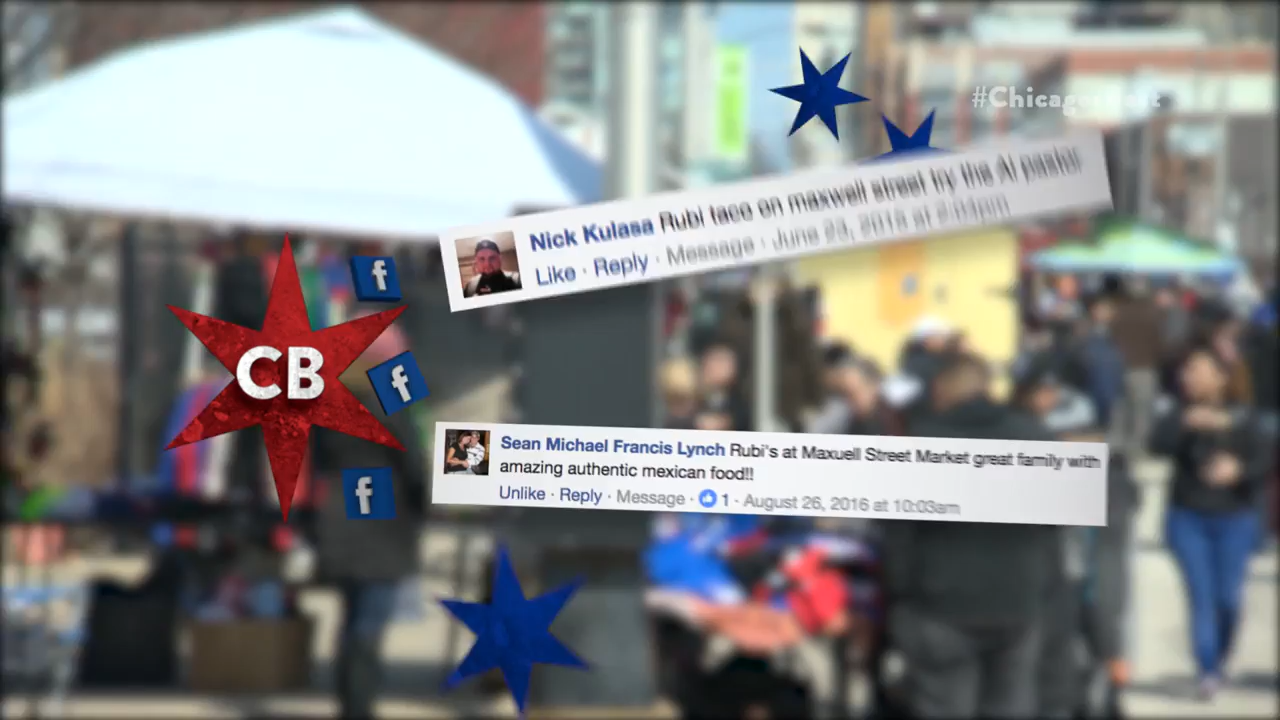 #Chicago
Nick Kulasa Rubi taco on maxwell street try the Al pastor
Like · Reply · Message · June 23, 2016 at
CB
Sean Michael Francis Lynch Rubi's at Maxuell Street Market great family with
amazing authentic mexican food!!
Unlike · Reply · Message · 1 · August 26, 2016 at 10:03am